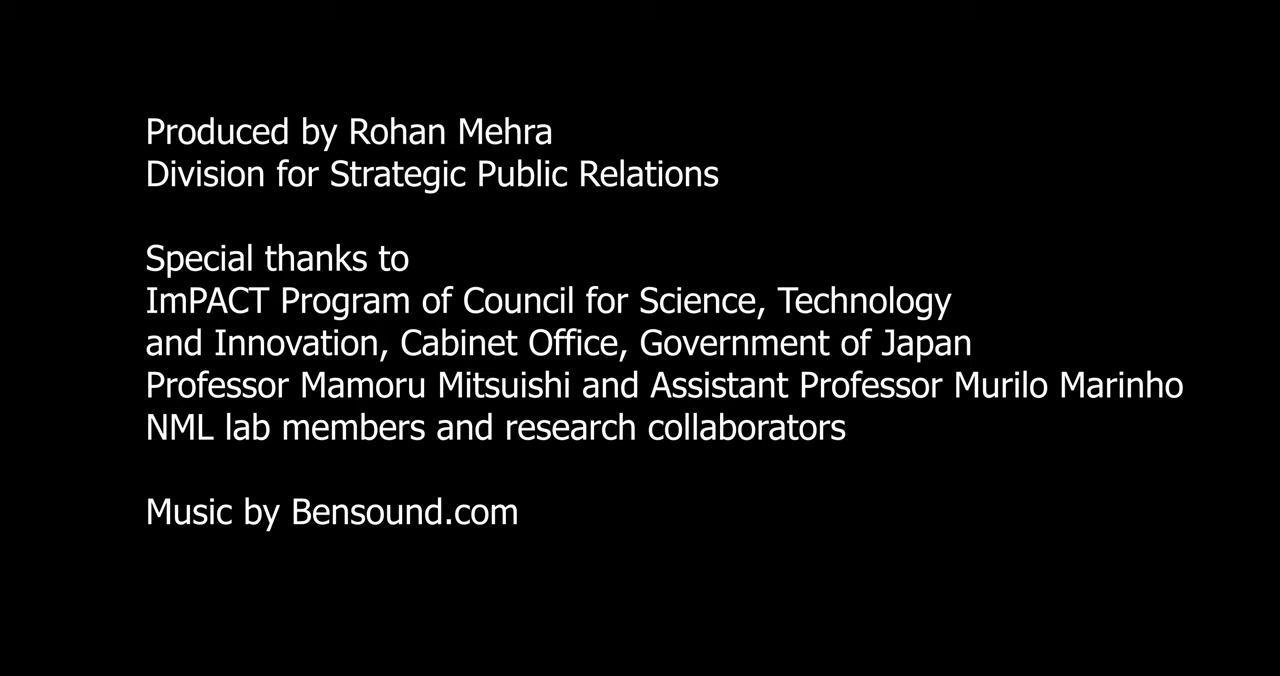 Produced by Rohan Mehra
Division for Strategic Public Relations
Special thanks to
ImPACT Program of Council for Science, Technology
and Innovation, Cabinet Office, Government of Japan
Professor Mamoru Mitsuishi and Assistant Professor Murilo Marinho
NML lab members and research collaborators
Music by Bensound.com